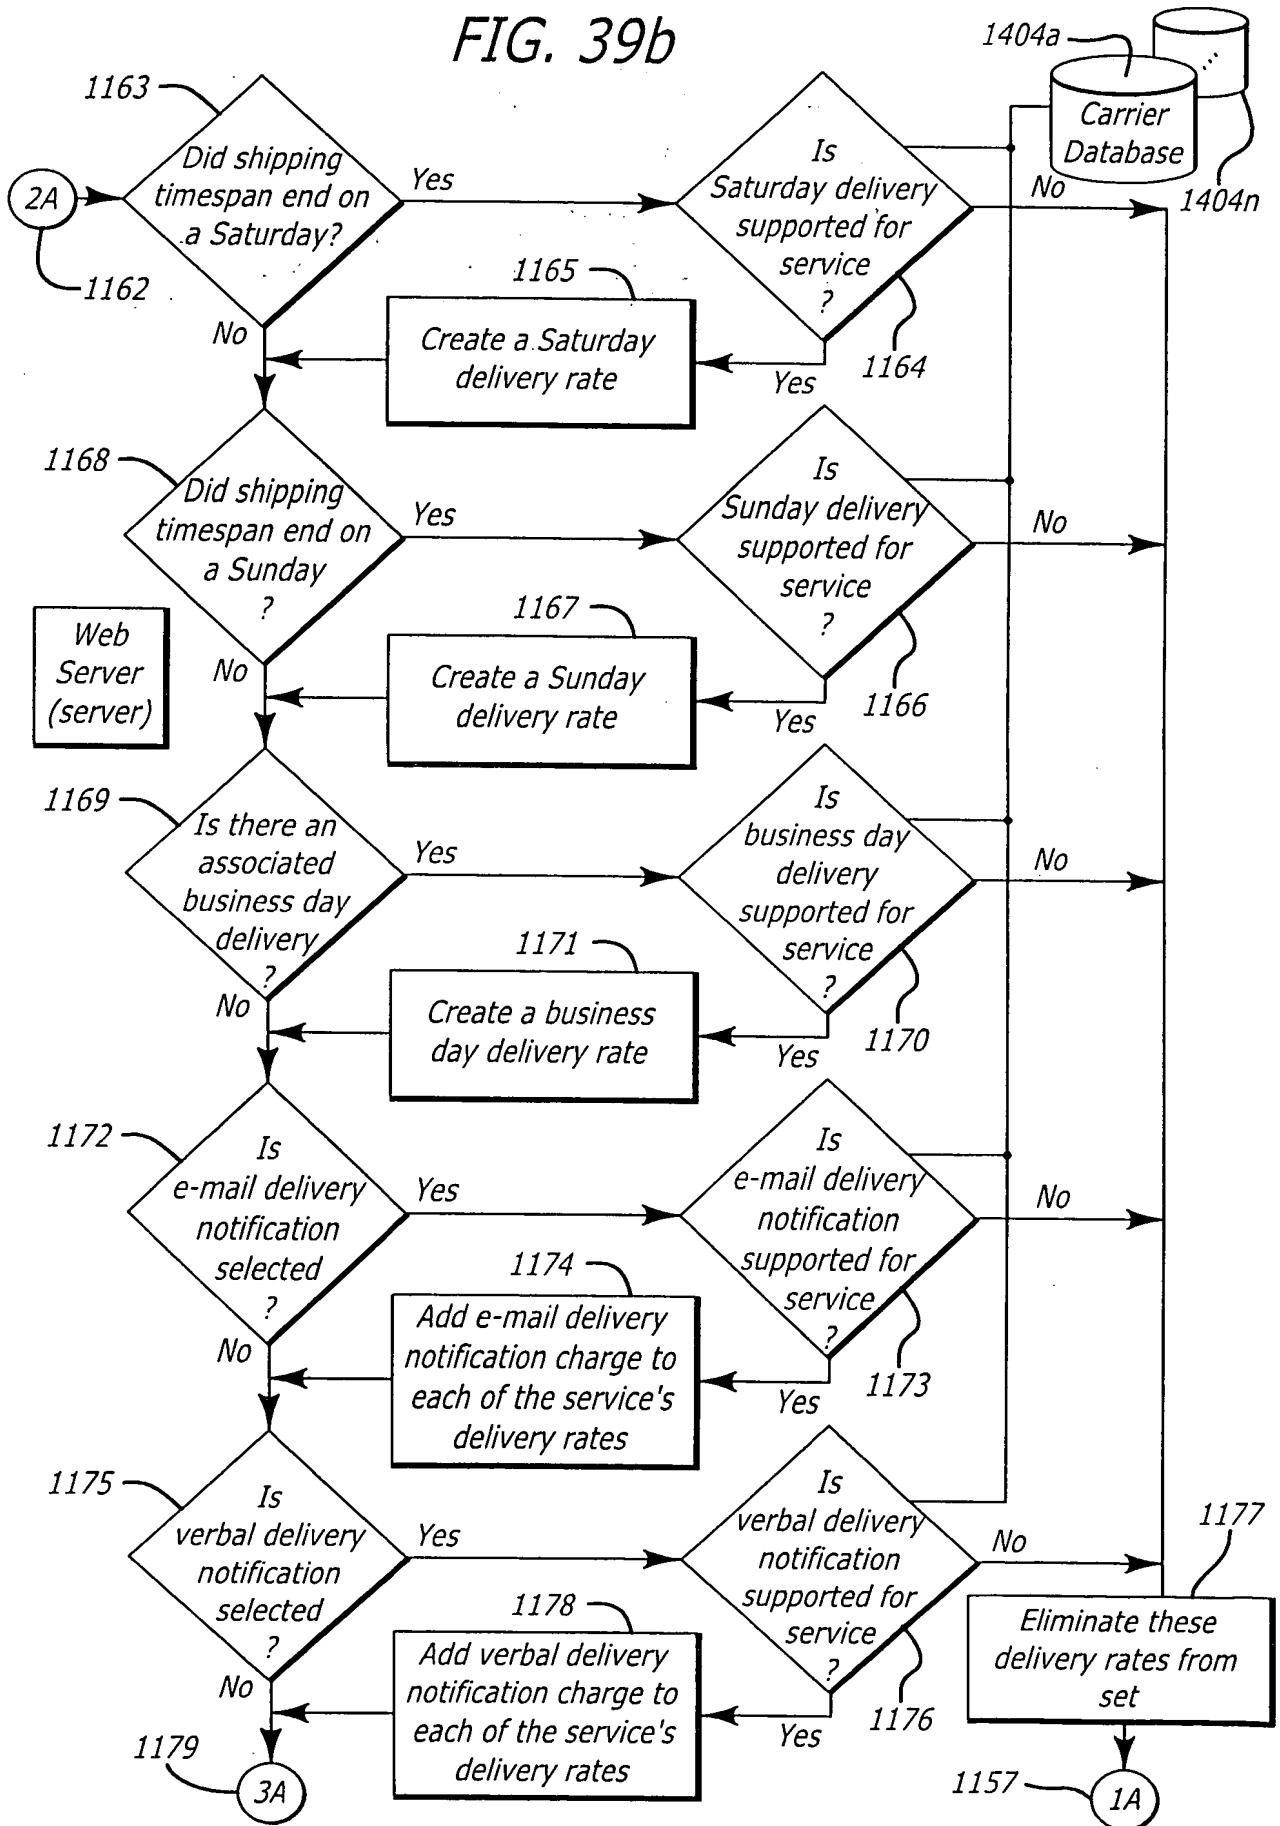 FIG. 39b
1404a
Carrier
Database
1404n
1163
2A
1162
Did shipping
timespan end on
a Saturday?
Yes
Is
Saturday delivery
supported for
service
?
No
1164
No
1165
Create a Saturday
delivery rate
Yes
1168
Did shipping
timespan end on
a Sunday
?
Yes
Is
Sunday delivery
supported for
service
?
No
1166
Web
Server
(server)
No
1167
Create a Sunday
delivery rate
Yes
1169
Is there an
associated
business day
delivery
?
Yes
Is
business day
delivery
supported for
service
?
No
1170
No
1171
Create a business
day delivery rate
Yes
1172
Is
e-mail delivery
notification
selected
?
Yes
Is
e-mail delivery
notification
supported for
service
?
No
1173
No
1174
Add e-mail delivery
notification charge to
each of the service's
delivery rates
Yes
1175
Is
verbal delivery
notification
selected
?
Yes
Is
verbal delivery
notification
supported for
service
?
No
1176
1177
Eliminate these
delivery rates from
set
No
1178
Add verbal delivery
notification charge to
each of the service's
delivery rates
Yes
1179
3A
1157
1A